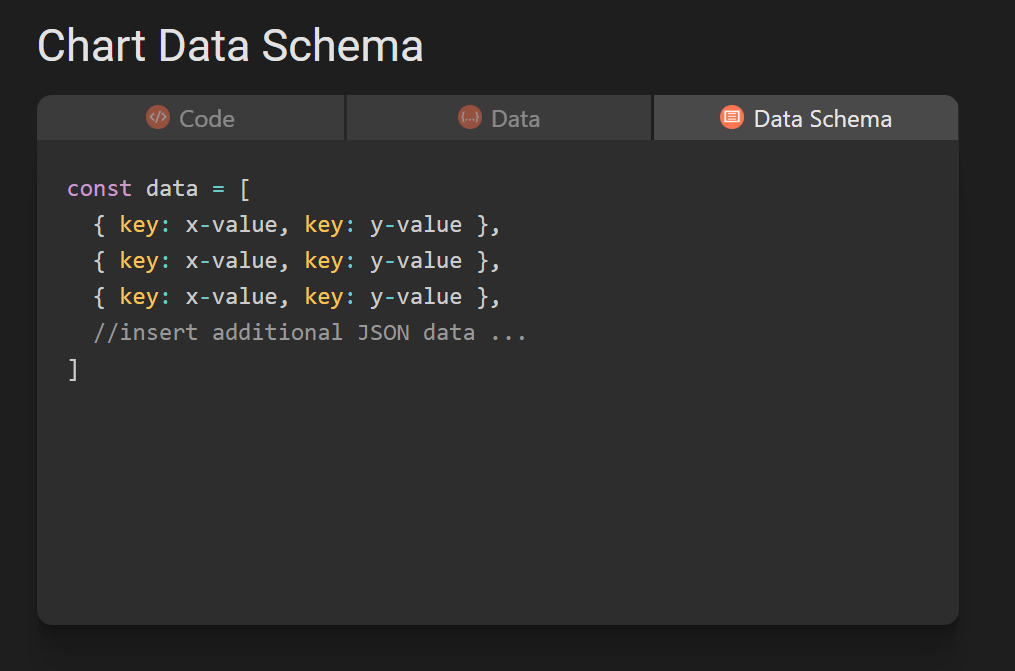 Chart Data Schema
</> Code
{...} Data
Data Schema
const data = [
  { key: x-value, key: y-value },
  { key: x-value, key: y-value },
  { key: x-value, key: y-value },
  //insert additional JSON data ...
]